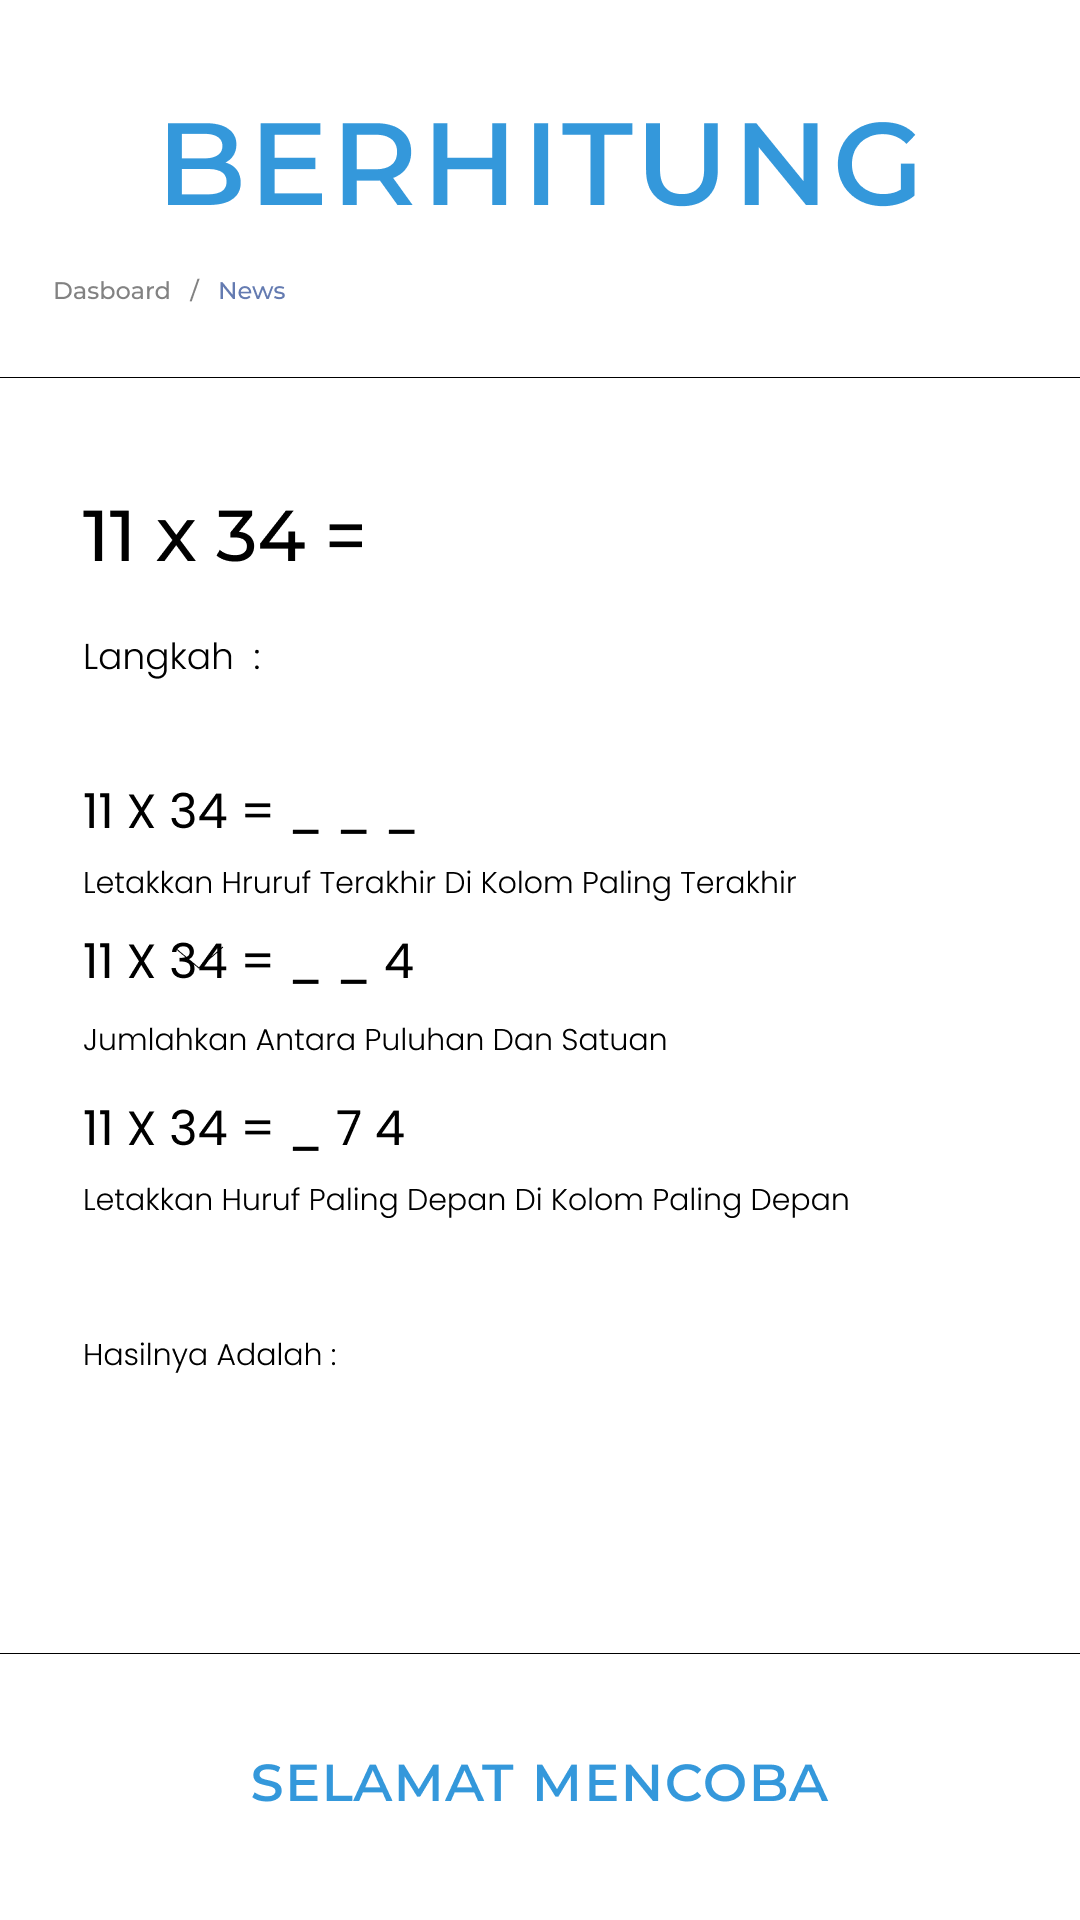 BERHITUNG
Dasboard / News
11 x 34 =
Langkah :
11 X 34 = _ _ _
Letakkan Hruruf Terakhir Di Kolom Paling Terakhir
11 X 34 = _ _ 4
Jumlahkan Antara Puluhan Dan Satuan
11 X 34 = _ 7 4
Letakkan Huruf Paling Depan Di Kolom Paling Depan
Hasilnya Adalah :
SELAMAT MENCOBA